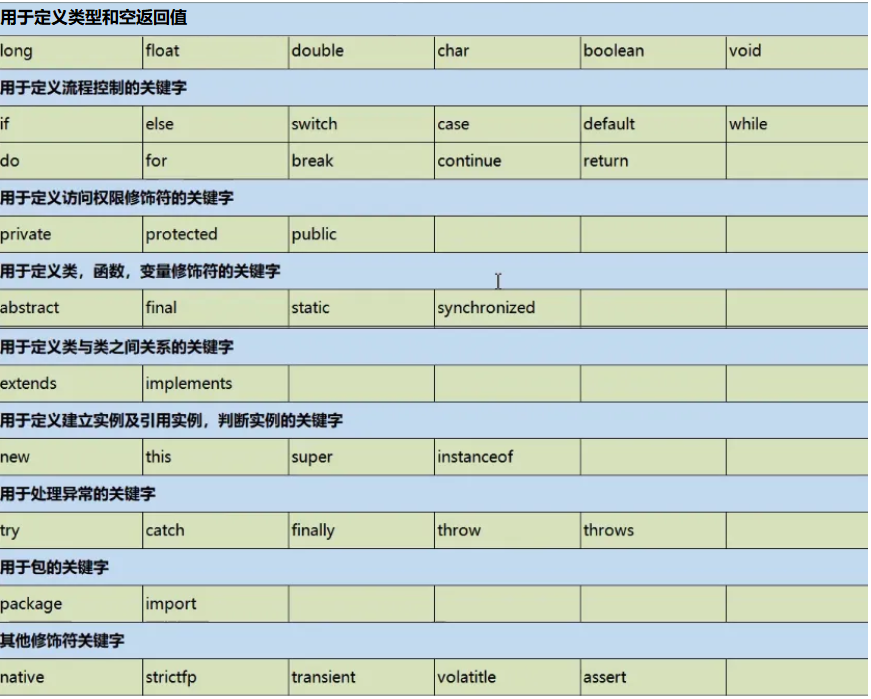 用于定义类型和空返回值
long float double char boolean void
用于定义流程控制的关键字
if else switch case default while
do for break continue return
用于定义访问权限修饰符的关键字
private protected public
用于定义类，函数，变量修饰符的关键字
abstract final static synchronized
用于定义类与类之间关系的关键字
extends implements
用于定义建立实例及引用实例，判断实例的关键字
new this super instanceof
用于处理异常的关键字
try catch finally throw throws
用于包的关键字
package import
其他修饰符关键字
native strictfp transient volatitle assert